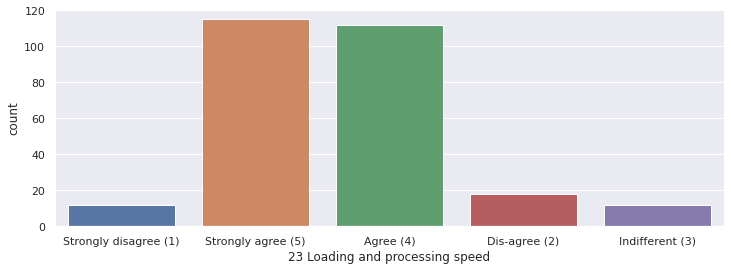 120
100
80
60
40
20
0
count
Strongly disagree (1) Strongly agree (5) Agree (4) Dis-agree (2) Indifferent (3)
23 Loading and processing speed